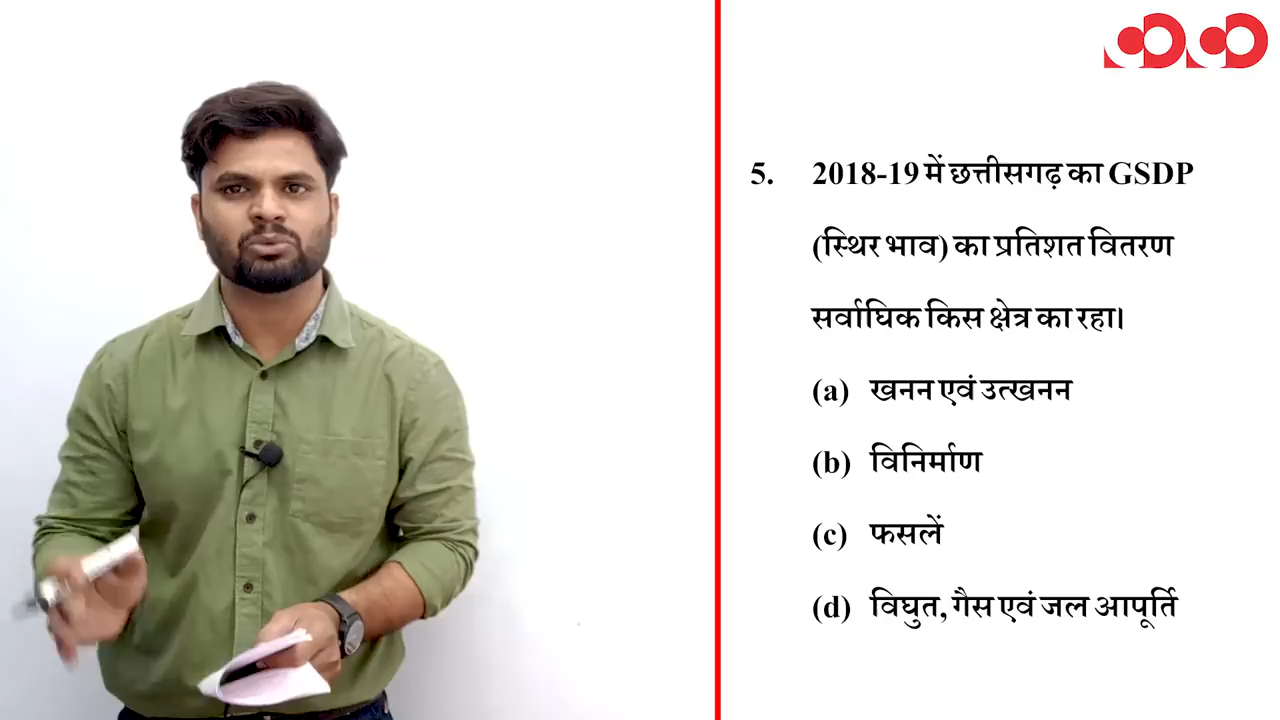 5. 2018-19 में छत्तीसगढ़ का GSDP
(स्थिर भाव) का प्रतिशत वितरण
सर्वाघिक किस क्षेत्र का रहा।
(a) खनन एवं उत्खनन
(b) विनिर्माण
(c) फसलें
(d) विघुत, गैस एवं जल आपूर्ति